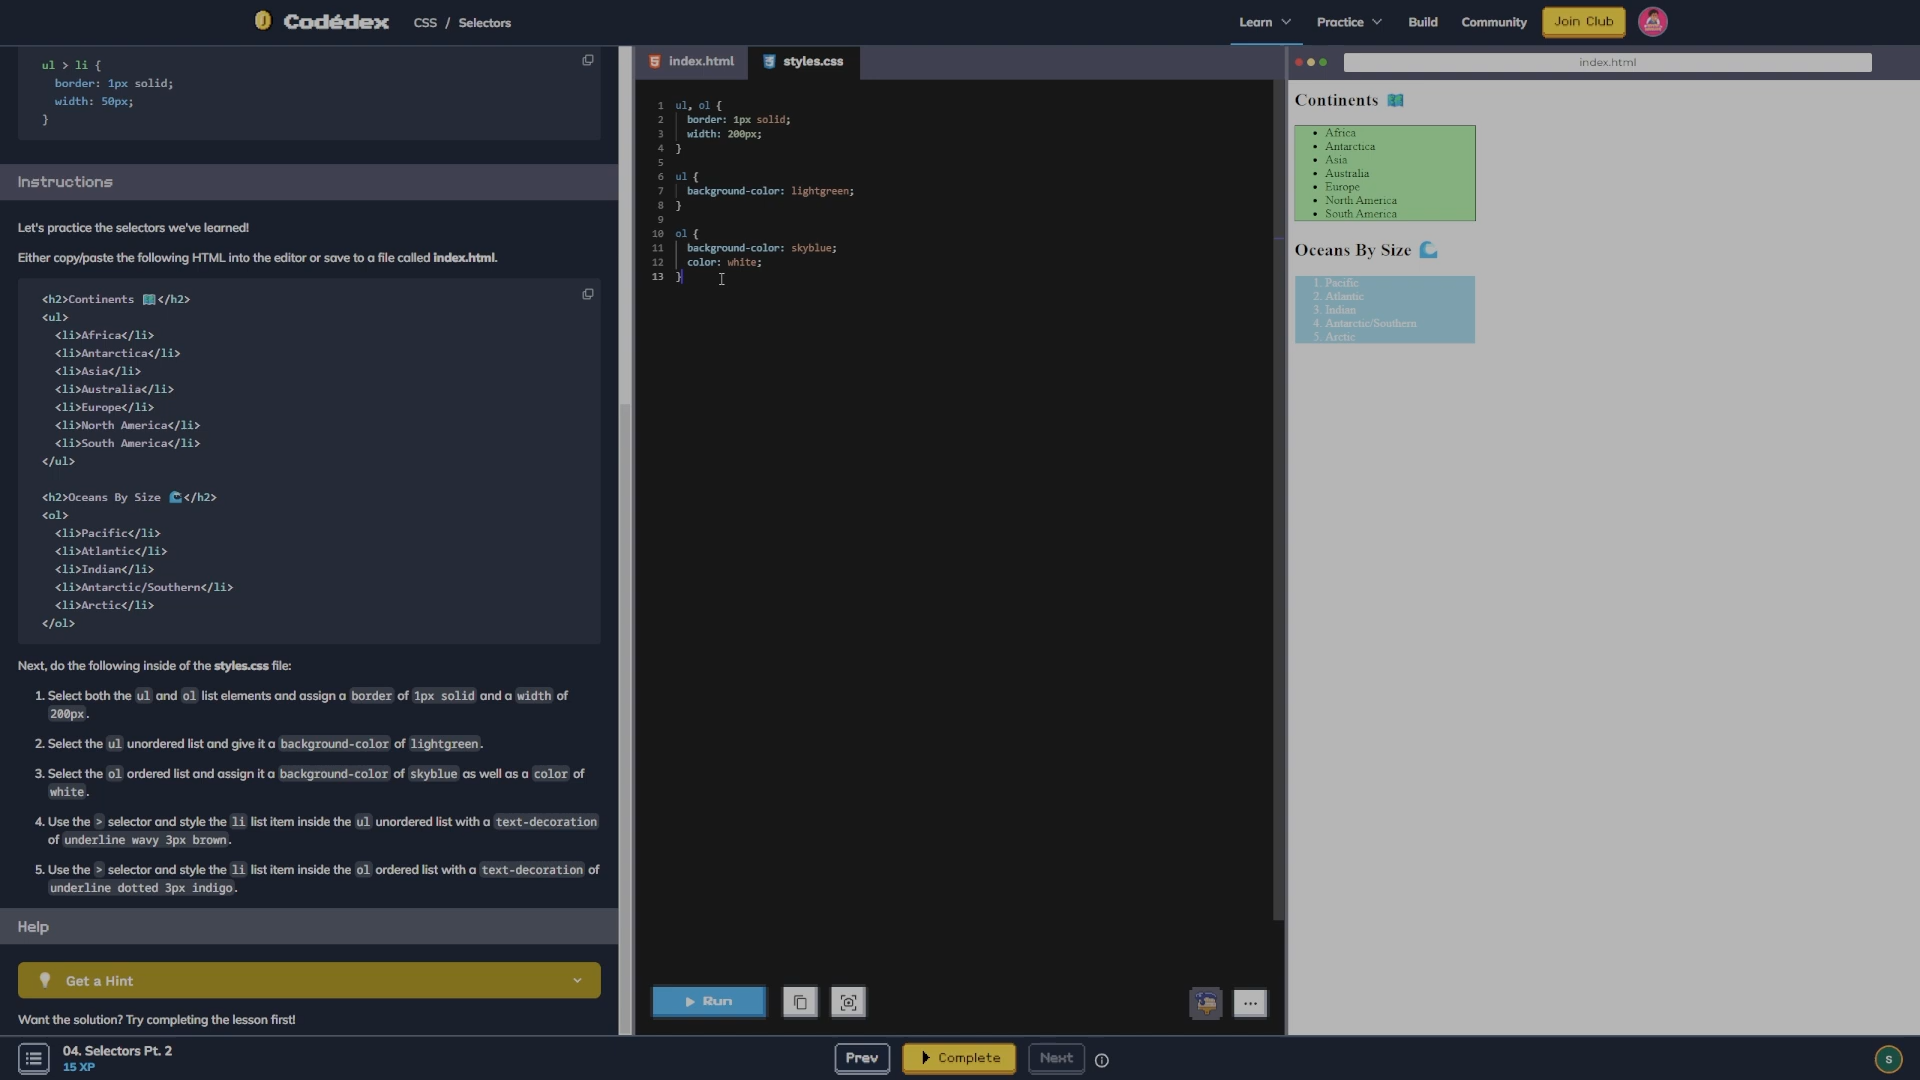 Codédex
CSS / Selectors
Learn
Practice
Build
Community
Join Club
ul > li {
border: 1px solid;
width: 50px;
}
Instructions
Let's practice the selectors we've learned!
Either copy/paste the following HTML into the editor or save to a file called index.html.
<h2>Continents 🗺️</h2>
<ul>
<li>Africa</li>
<li>Antarctica</li>
<li>Asia</li>
<li>Australia</li>
<li>Europe</li>
<li>North America</li>
<li>South America</li>
</ul>
<h2>Oceans By Size 🌊</h2>
<ol>
<li>Pacific</li>
<li>Atlantic</li>
<li>Indian</li>
<li>Antarctic/Southern</li>
<li>Arctic</li>
</ol>
Next, do the following inside of the styles.css file:
1. Select both the ul and ol list elements and assign a border of 1px solid and a width of
200px.
2. Select the ul unordered list and give it a background-color of lightgreen.
3. Select the ol ordered list and assign it a background-color of skyblue as well as a color of
white.
4. Use the > selector and style the li list item inside the ul unordered list with a text-decoration
of underline wavy 3px brown.
5. Use the > selector and style the li list item inside the ol ordered list with a text-decoration of
underline dotted 3px indigo.
Help
Get a Hint
Want the solution? Try completing the lesson first!
index.html
styles.css
1 ul, ol {
2 border: 1px solid;
3 width: 200px;
4 }
5
6 ul {
7 background-color: lightgreen;
8 }
9
10 ol {
11 background-color: skyblue;
12 color: white;
13 }
Run
...
index.html
Continents 🗺️
• Africa
• Antarctica
• Asia
• Australia
• Europe
• North America
• South America
Oceans By Size 🌊
1. Pacific
2. Atlantic
3. Indian
4. Antarctic/Southern
5. Arctic
04. Selectors Pt. 2
15 XP
Prev
Complete
Next
S